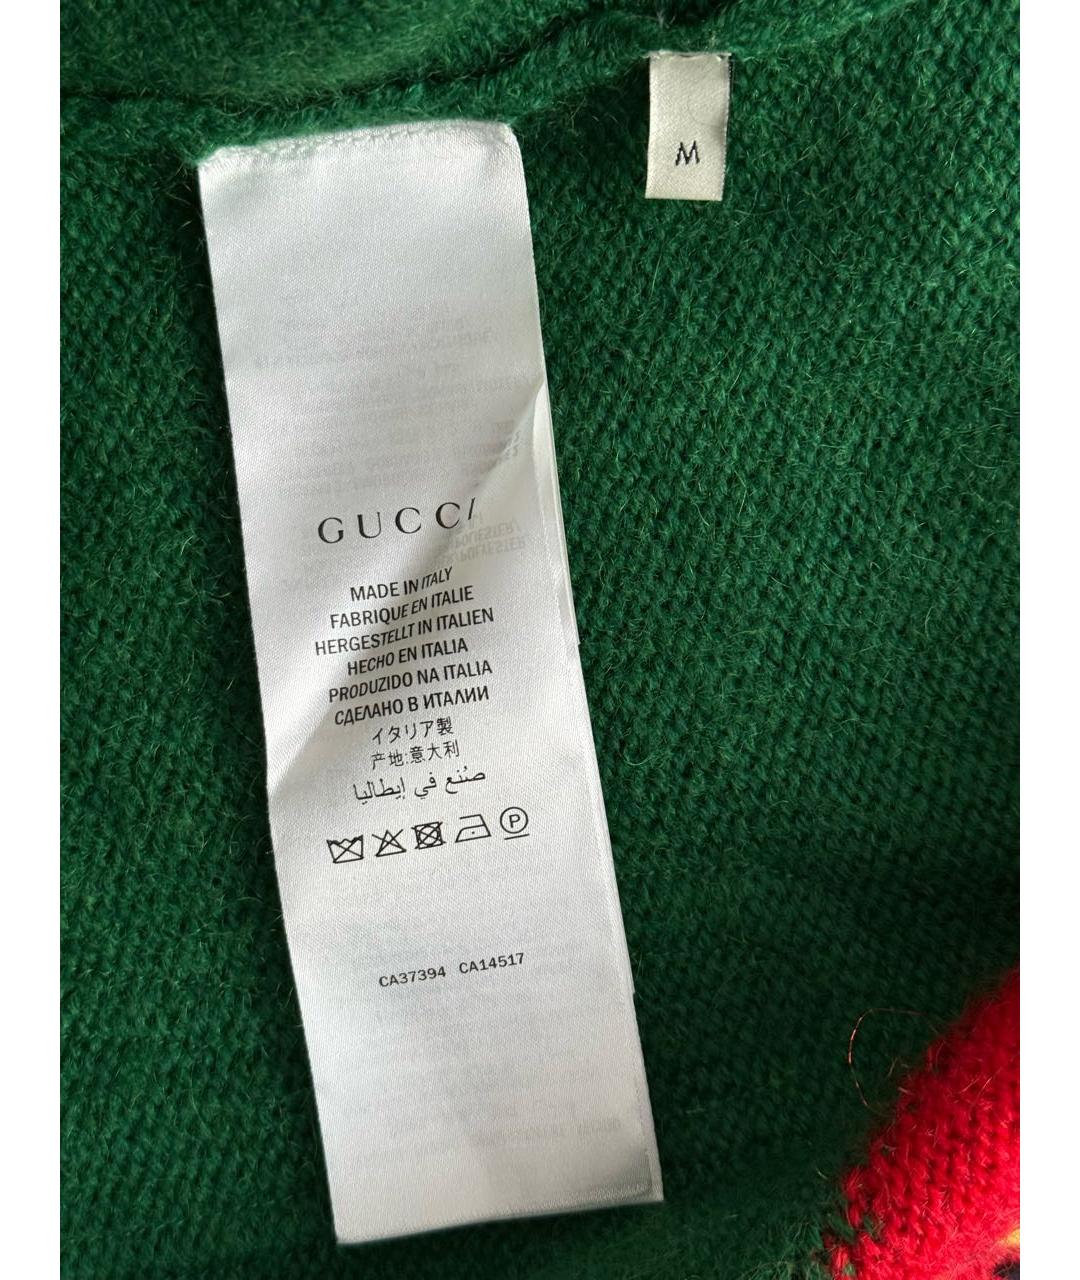 M
GUCCI
MADE IN ITALY
FABRIQUE EN ITALIE
HERGESTELLT IN ITALIEN
HECHO EN ITALIA
PRODUZIDO NA ITALIA
СДЕЛАНО В ИТАЛИИ
イタリア製
产地:意大利
صُنع في إيطاليا
P
CA37394 CA14517